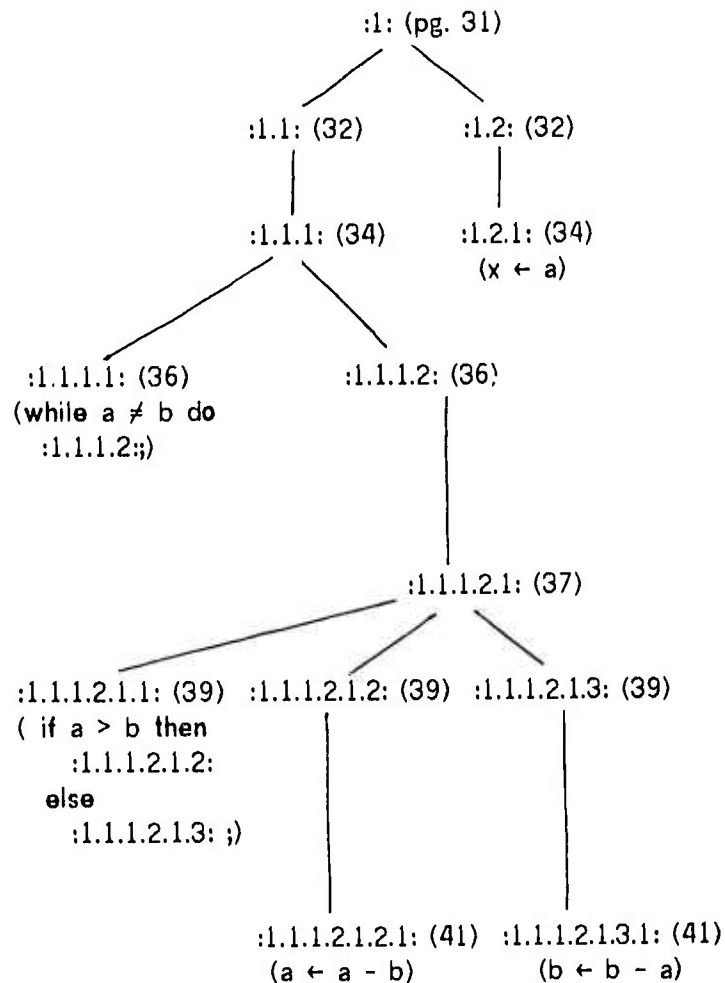 :1: (pg. 31)
:1.1: (32) :1.2: (32)
:1.1.1: (34) :1.2.1: (34)
(x ← a)
:1.1.1.1: (36) :1.1.1.2: (36)
(while a ≠ b do
:1.1.1.2:;)
:1.1.1.2.1: (37)
:1.1.1.2.1.1: (39) :1.1.1.2.1.2: (39) :1.1.1.2.1.3: (39)
( if a > b then
:1.1.1.2.1.2:
else
:1.1.1.2.1.3: ;)
:1.1.1.2.1.2.1: (41) :1.1.1.2.1.3.1: (41)
(a ← a - b) (b ← b - a)